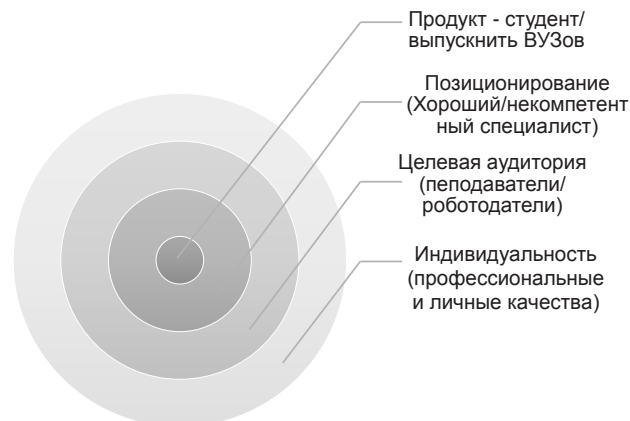 Продукт - студент/
выпускнить ВУЗов
Позиционирование
(Хороший/некомпетент
ный специалист)
Целевая аудитория
(пеподаватели/
роботодатели)
Индивидуальность
(профессиональные
и личные качества)